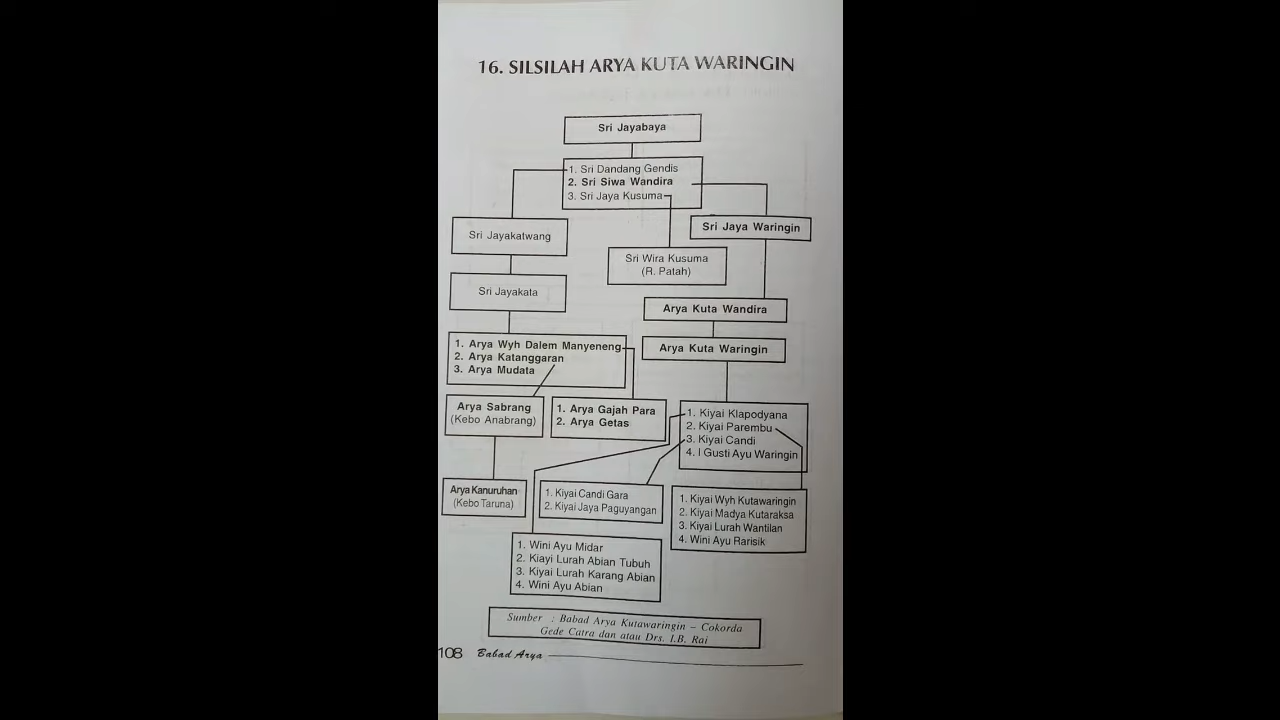 16. SILSILAH ARYA KUTA WARINGIN
Sri Jayabaya
1. Sri Dandang Gendis
2. Sri Siwa Wandira
3. Sri Jaya Kusuma
Sri Jayakatwang
Sri Jaya Waringin
Sri Wira Kusuma
(R. Patah)
Sri Jayakata
Arya Kuta Wandira
1. Arya Wyh Dalem Manyeneng
2. Arya Katanggaran
3. Arya Mudata
Arya Kuta Waringin
Arya Sabrang
(Kebo Anabrang)
1. Arya Gajah Para
2. Arya Getas
1. Kiyai Klapodyana
2. Kiyai Parembu
3. Kiyai Candi
4. I Gusti Ayu Waringin
Arya Kanuruhan
(Kebo Taruna)
1. Kiyai Candi Gara
2. Kiyai Jaya Paguyangan
1. Kiyai Wyh Kutawaringin
2. Kiyai Madya Kutaraksa
3. Kiyai Lurah Wantilan
4. Wini Ayu Rarisik
1. Wini Ayu Midar
2. Kiayi Lurah Abian Tubuh
3. Kiyai Lurah Karang Abian
4. Wini Ayu Abian
Sumber : Babad Arya Kutawaringin – Cokorda
Gede Catra dan atau Drs. I.B. Rai
108 Babad Arya